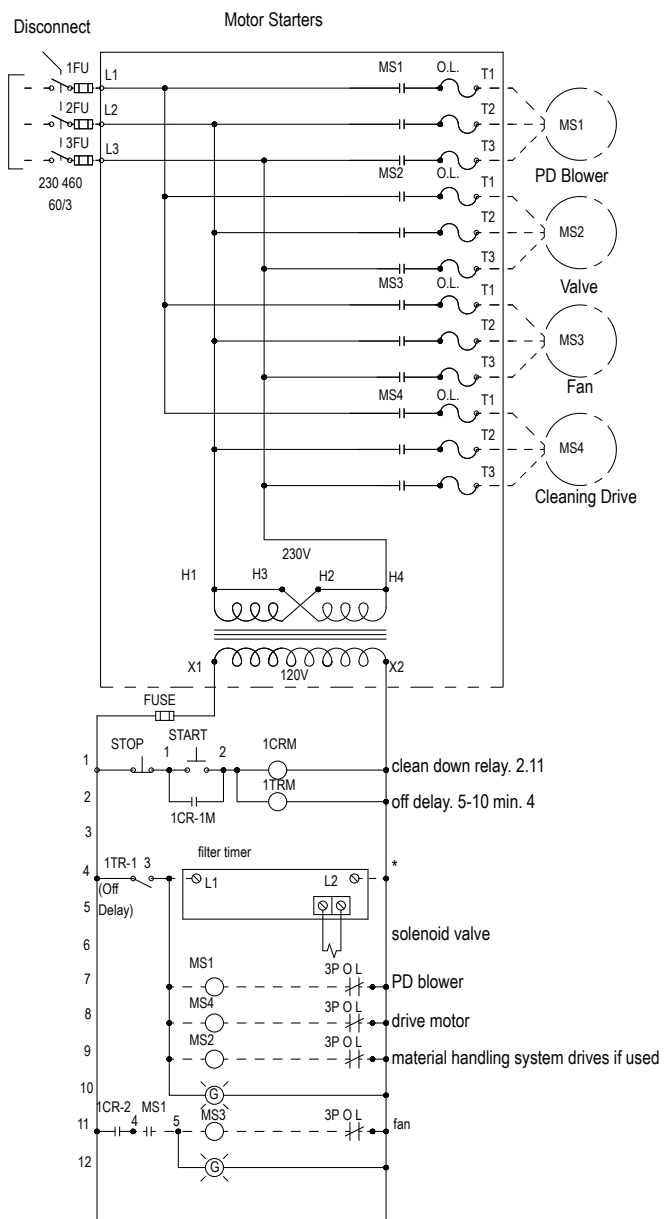 Disconnect
Motor Starters
1FU
L1
MS1
O.L.
T1
2FU
L2
T2
MS1
3FU
L3
T3
PD Blower
230 460
60/3
MS2
O.L.
T1
T2
MS2
T3
Valve
MS3
O.L.
T1
T2
MS3
T3
Fan
MS4
O.L.
T1
T2
MS4
T3
Cleaning Drive
230V
H1
H3
H2
H4
X1
120V
X2
FUSE
STOP
1
START
2
1CRM
1
clean down relay. 2.11
1TRM
2
off delay. 5-10 min. 4
1CR-1M
3
filter timer
4
1TR-1
3
L1
L2
*
(Off
Delay)
5
6
solenoid valve
7
MS1
3P O L
PD blower
8
MS4
3P O L
drive motor
9
MS2
3P O L
material handling system drives if used
10
G
11
1CR-2
4
MS1
5
MS3
3P O L
fan
12
G